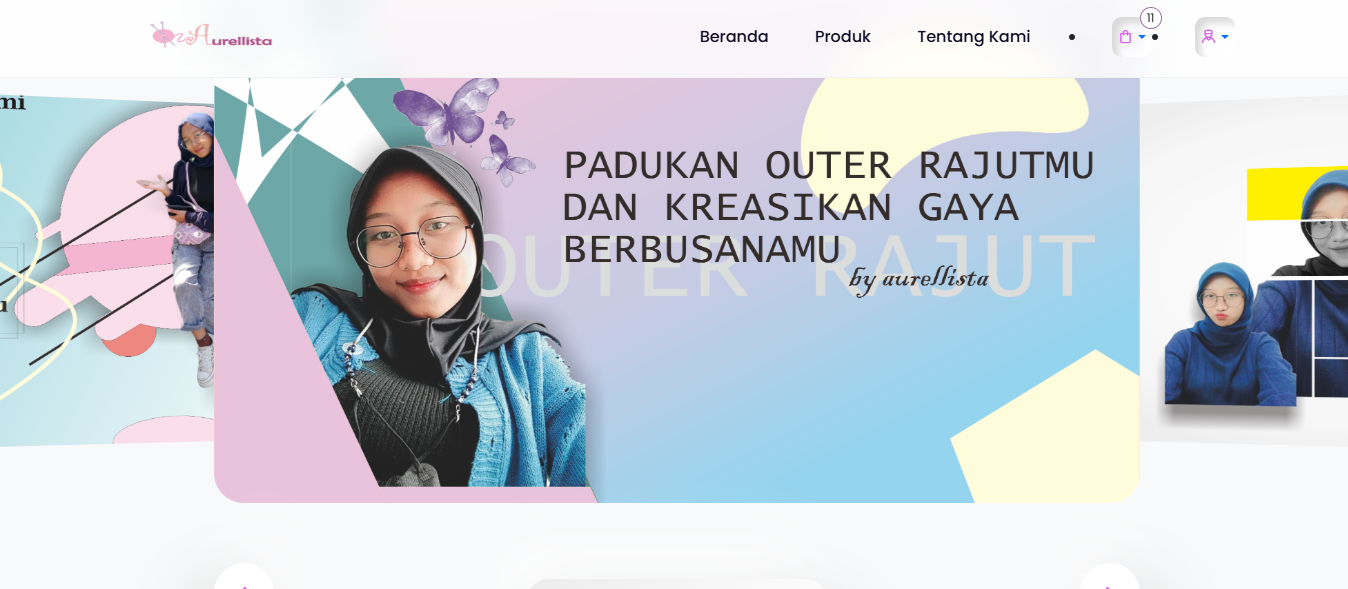 Aurellista
Beranda
Produk
Tentang Kami
11
mi
u
PADUKAN OUTER RAJUTMU
DAN KREASIKAN GAYA
BERBUSANAMU
OUTER RAJUT
by aurellista